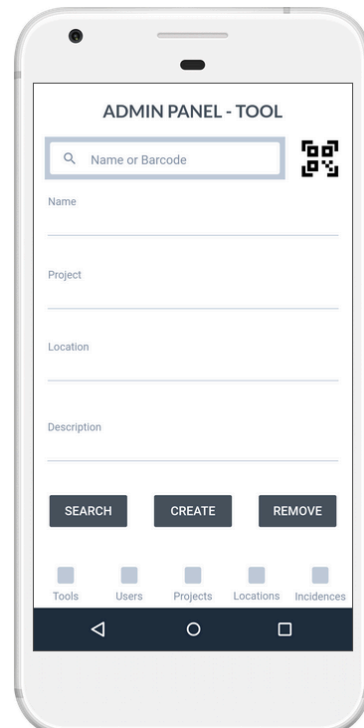 ADMIN PANEL - TOOL
Name or Barcode
Name
Project
Location
Description
SEARCH CREATE REMOVE
Tools Users Projects Locations Incidences